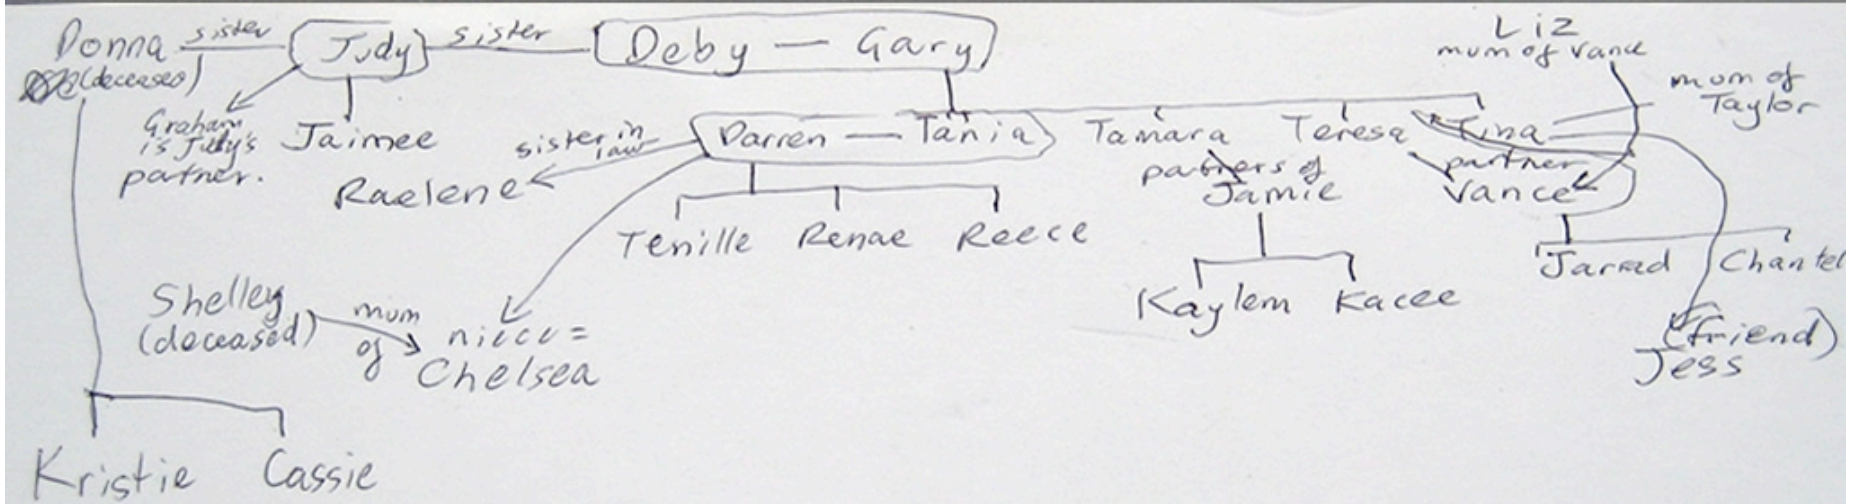 Donna sister Judy sister Deby — Gary
(deceased)
Liz
mum of Vance
mum of
Taylor
Graham
is Judy's
partner.
Jaimee
sister in
law
Raelene
Darren — Tania Tamara Teresa Tina
partners of
Jamie
partner
Vance
Tenille Renae Reece
Jarrad Chantel
Kaylem Kacee
Shelley
(deceased)
mum
of
niece =
Chelsea
(friend)
Jess
Kristie Cassie